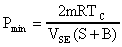 P_min = 2mRT_C / V_SE (S + B)